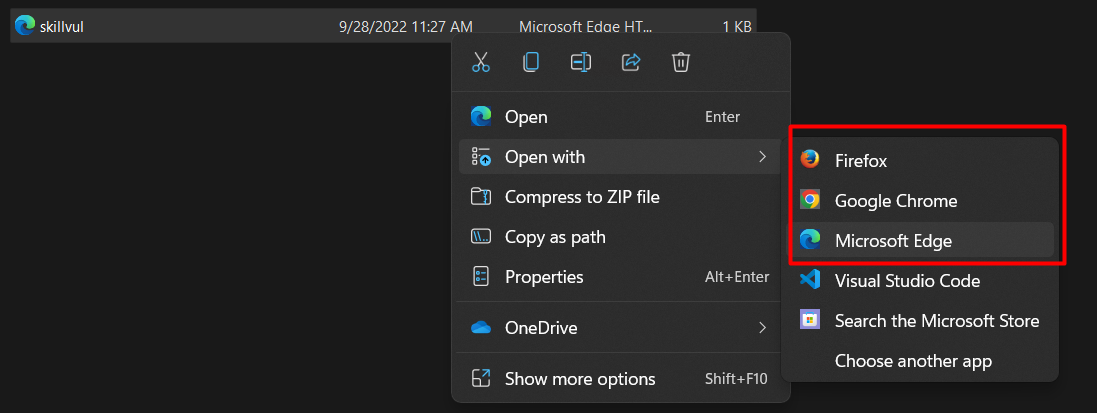 skillvul 9/28/2022 11:27 AM Microsoft Edge HT... 1 KB
Open Enter
Open with
Compress to ZIP file
Copy as path
Properties Alt+Enter
OneDrive
Show more options Shift+F10
Firefox
Google Chrome
Microsoft Edge
Visual Studio Code
Search the Microsoft Store
Choose another app